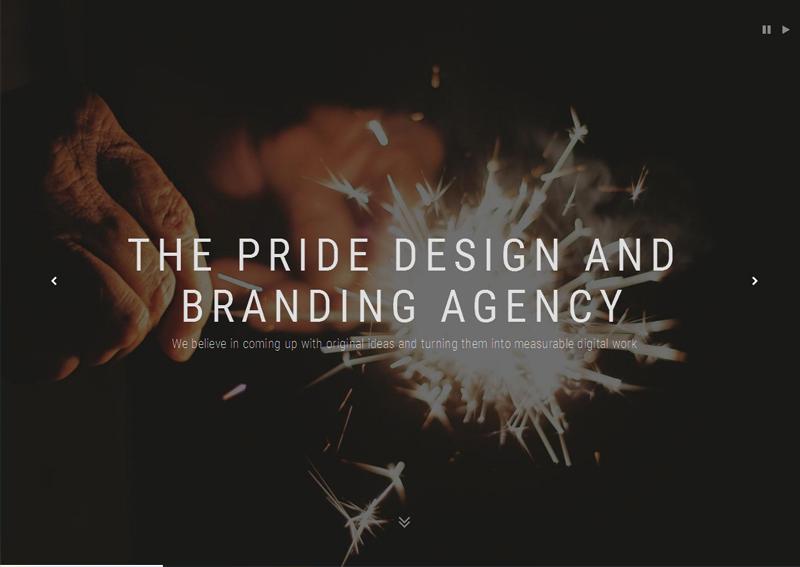 THE PRIDE DESIGN AND
BRANDING AGENCY
We believe in coming up with original ideas and turning them into measurable digital work